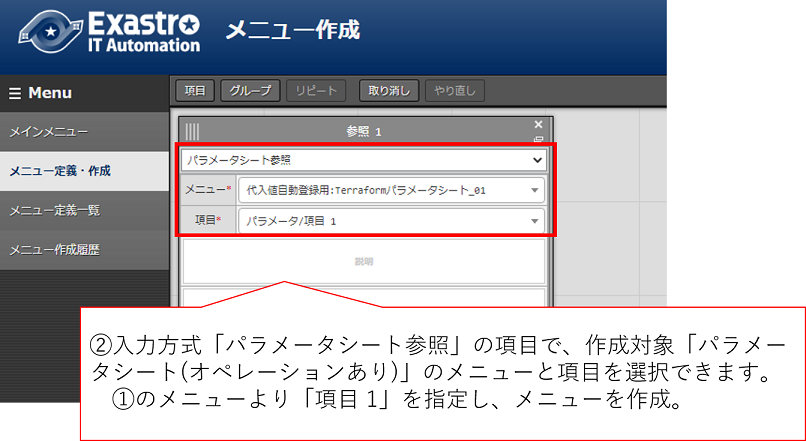 Exastro
IT Automation
メニュー作成
Menu
項目 グループ リピート 取り消し やり直し
メインメニュー
メニュー定義・作成
メニュー定義一覧
メニュー作成履歴
参照 1
パラメータシート参照
メニュー* 代入値自動登録用:Terraformパラメータシート_01
項目* パラメータ/項目 1
説明
②入力方式「パラメータシート参照」の項目で、作成対象「パラメー
タシート(オペレーションあり)」のメニューと項目を選択できます。
①のメニューより「項目 1」を指定し、メニューを作成。